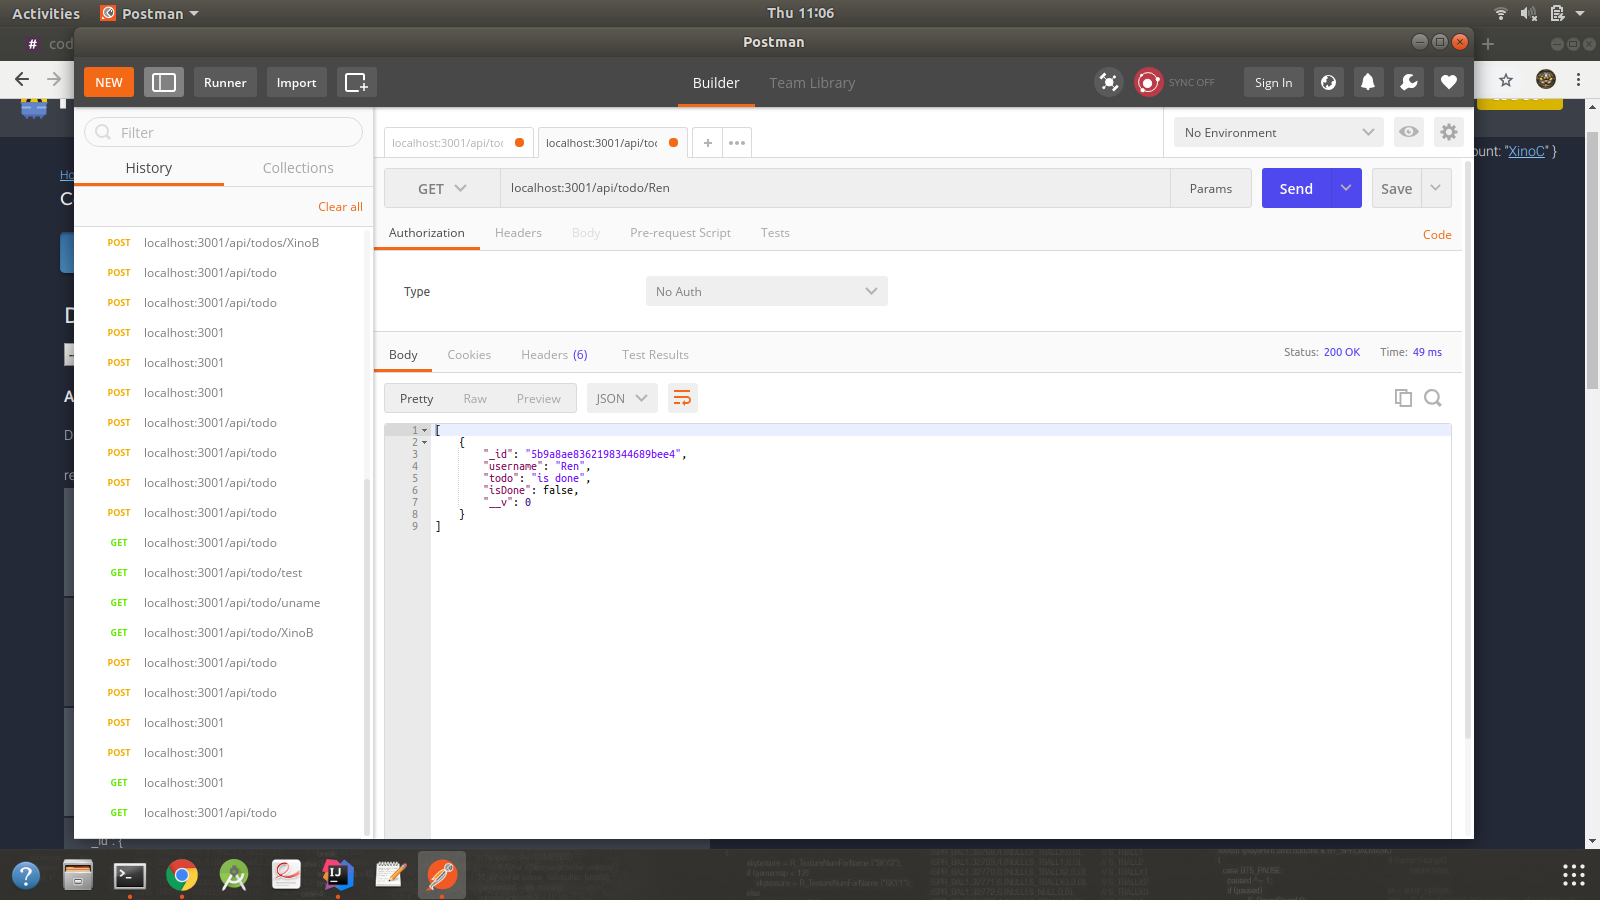 Activities
Postman
Thu 11:06
# cod
Postman
NEW
Runner
Import
Builder
Team Library
SYNC OFF
Sign In
Filter
History
Collections
Clear all
POST localhost:3001/api/todos/XinoB
POST localhost:3001/api/todo
POST localhost:3001/api/todo
POST localhost:3001
POST localhost:3001
POST localhost:3001
POST localhost:3001/api/todo
POST localhost:3001/api/todo
POST localhost:3001/api/todo
POST localhost:3001/api/todo
GET localhost:3001/api/todo
GET localhost:3001/api/todo/test
GET localhost:3001/api/todo/uname
GET localhost:3001/api/todo/XinoB
POST localhost:3001/api/todo
POST localhost:3001/api/todo
POST localhost:3001
POST localhost:3001
GET localhost:3001
GET localhost:3001/api/todo
localhost:3001/api/toc
localhost:3001/api/toc
+
No Environment
GET
localhost:3001/api/todo/Ren
Params
Send
Save
Authorization
Headers
Body
Pre-request Script
Tests
Code
Type
No Auth
Body
Cookies
Headers (6)
Test Results
Status: 200 OK
Time: 49 ms
Pretty
Raw
Preview
JSON
1 [
2 {
3 "_id": "5b9a8ae8362198344689bee4",
4 "username": "Ren",
5 "todo": "is done",
6 "isDone": false,
7 "__v": 0
8 }
9 ]
ount: "XinoC" }
_id : {
IJ